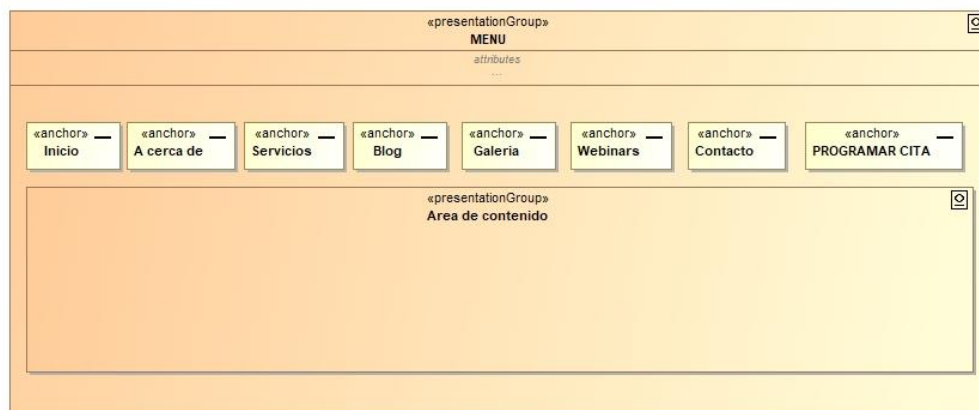 «presentationGroup»
MENU
attributes
...
«anchor» «anchor» «anchor» «anchor» «anchor» «anchor» «anchor» «anchor»
Inicio A cerca de Servicios Blog Galeria Webinars Contacto PROGRAMAR CITA
«presentationGroup»
Area de contenido